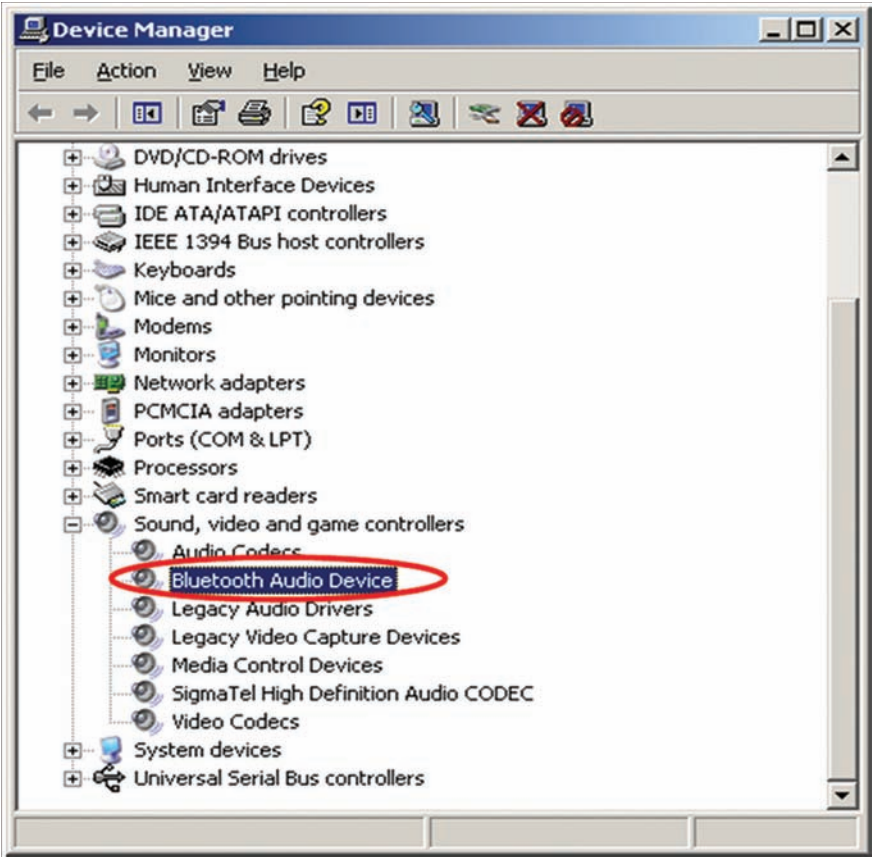 Device Manager
File Action View Help
DVD/CD-ROM drives
Human Interface Devices
IDE ATA/ATAPI controllers
IEEE 1394 Bus host controllers
Keyboards
Mice and other pointing devices
Modems
Monitors
Network adapters
PCMCIA adapters
Ports (COM & LPT)
Processors
Smart card readers
Sound, video and game controllers
Audio Codecs
Bluetooth Audio Device
Legacy Audio Drivers
Legacy Video Capture Devices
Media Control Devices
SigmaTel High Definition Audio CODEC
Video Codecs
System devices
Universal Serial Bus controllers